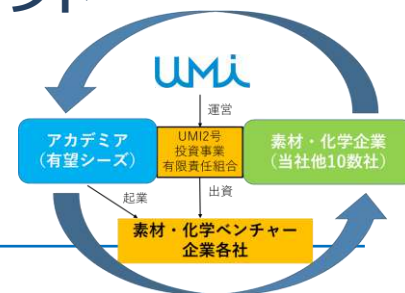 UMi
運営
アカデミア
(有望シーズ)
UMI2号
投資事業
有限責任組合
素材・化学企業
(当社他10数社)
起業
出資
素材・化学ベンチャー
企業各社